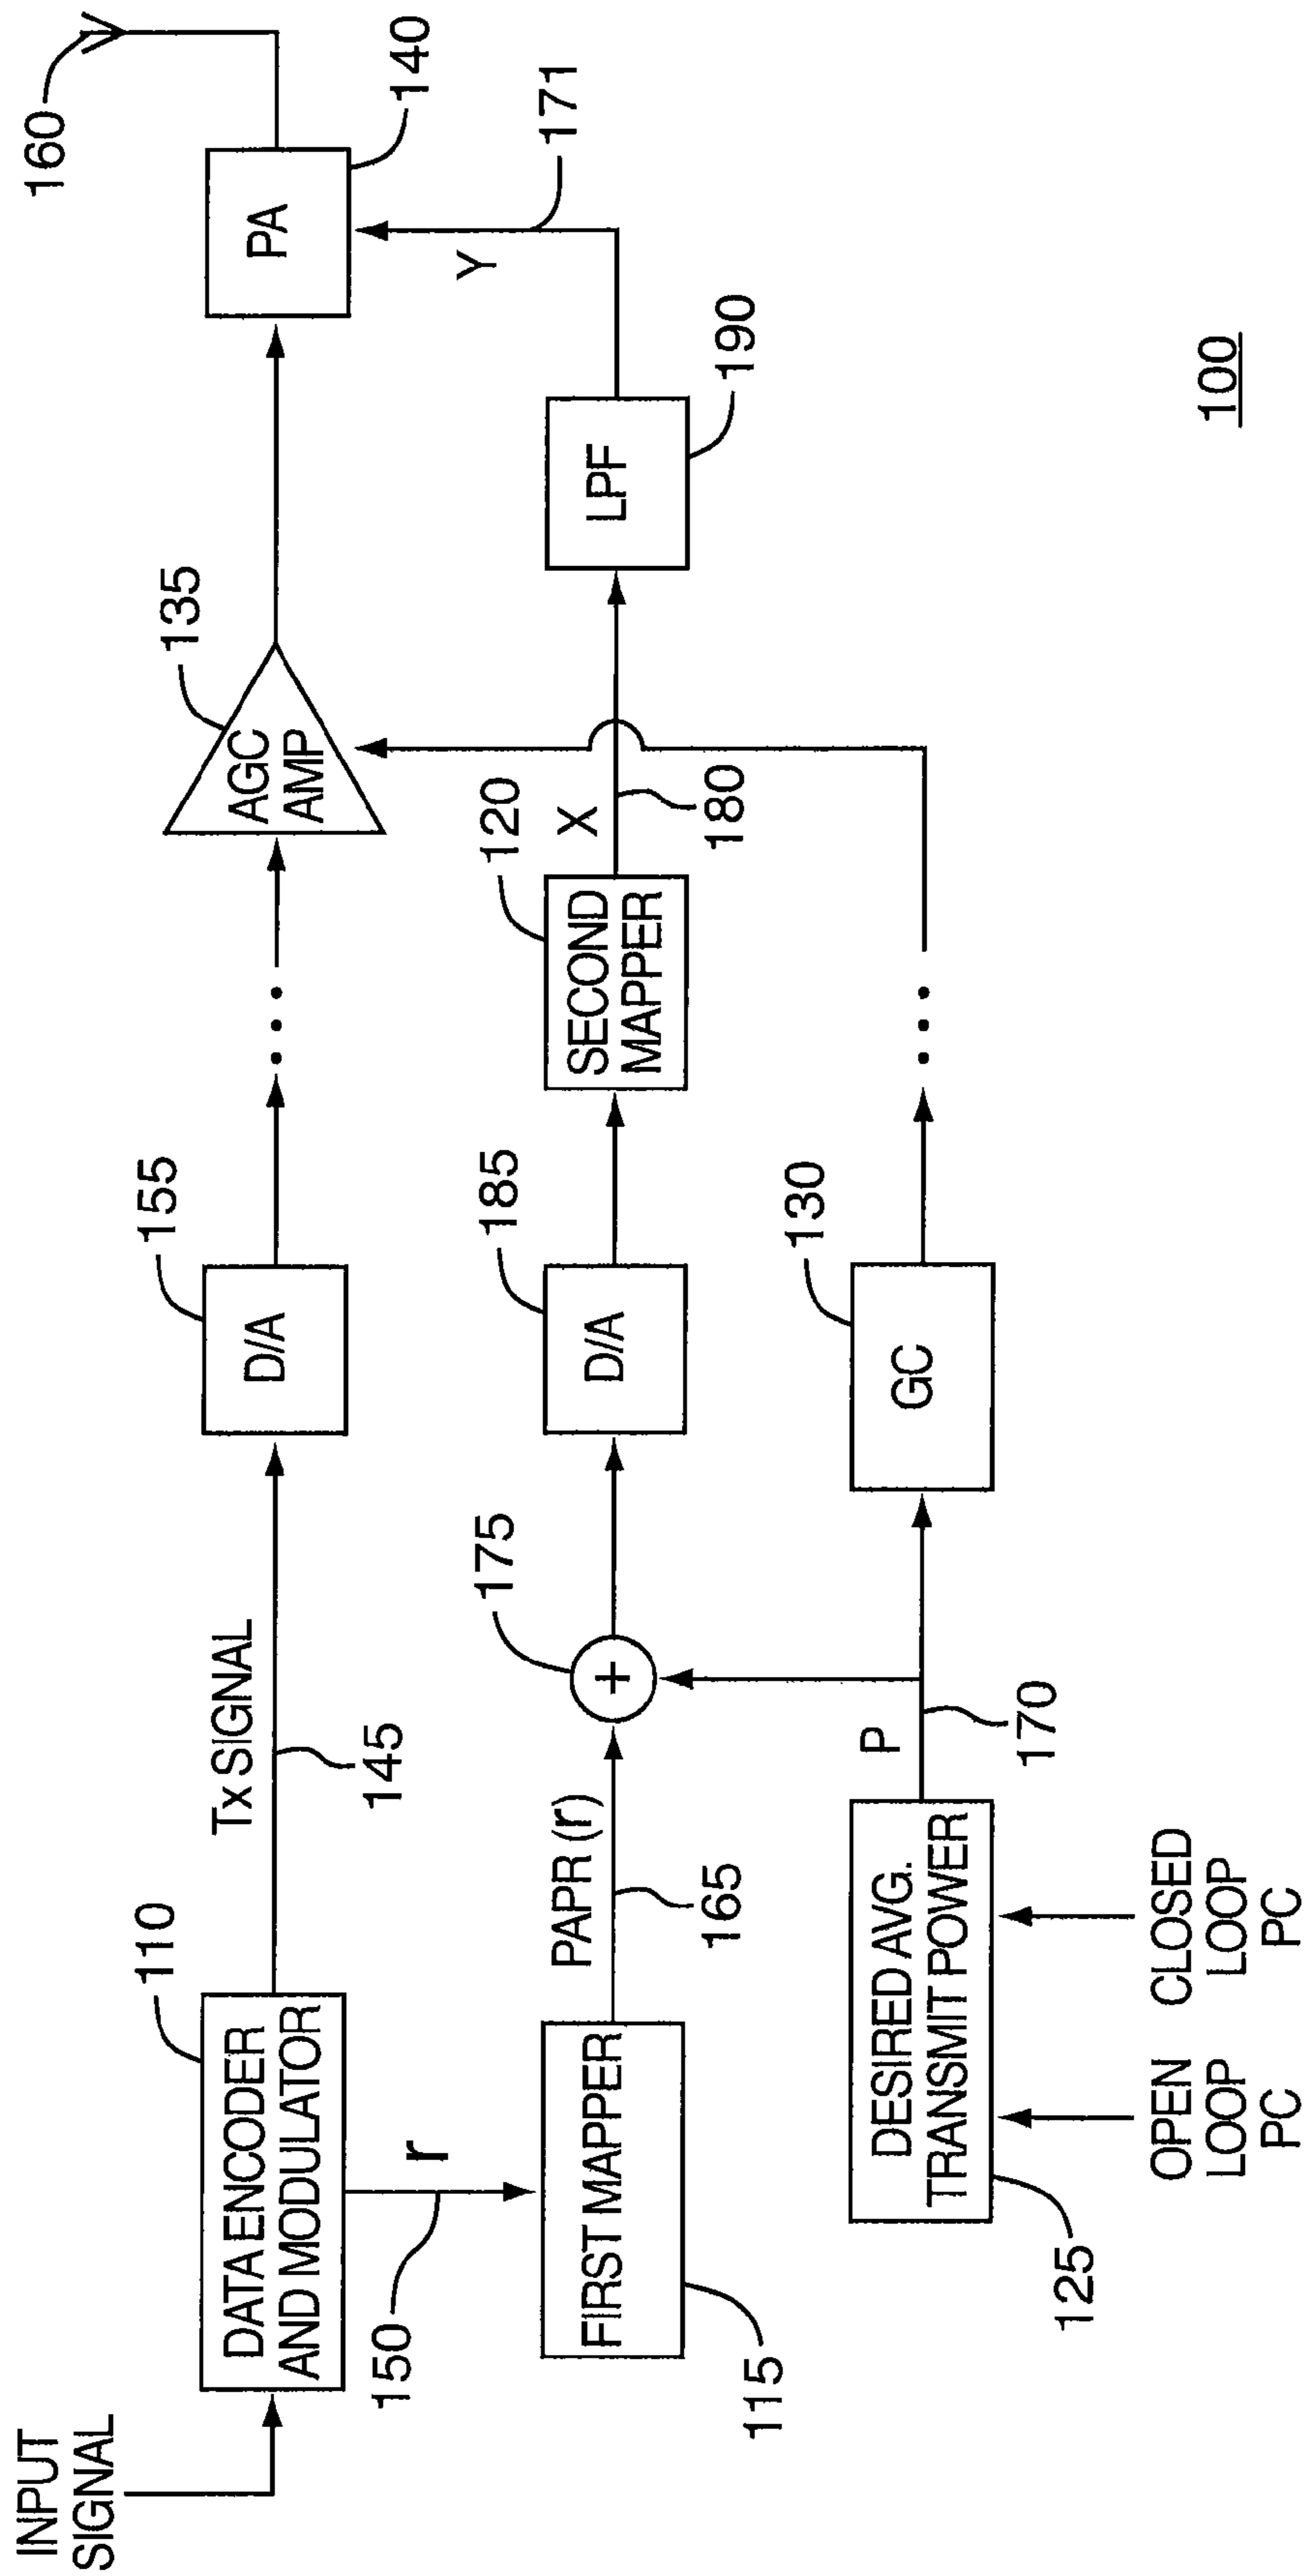 INPUT
SIGNAL
110
DATA ENCODER
AND MODULATOR
Tx SIGNAL
145
155
D/A
135
AGC
AMP
160
PA
140
150
r
115
FIRST MAPPER
PAPR (r)
165
175
+
185
D/A
120
SECOND
MAPPER
X
180
LPF
190
Y
171
125
DESIRED AVG.
TRANSMIT POWER
OPEN
LOOP
PC
CLOSED
LOOP
PC
P
170
130
GC
100